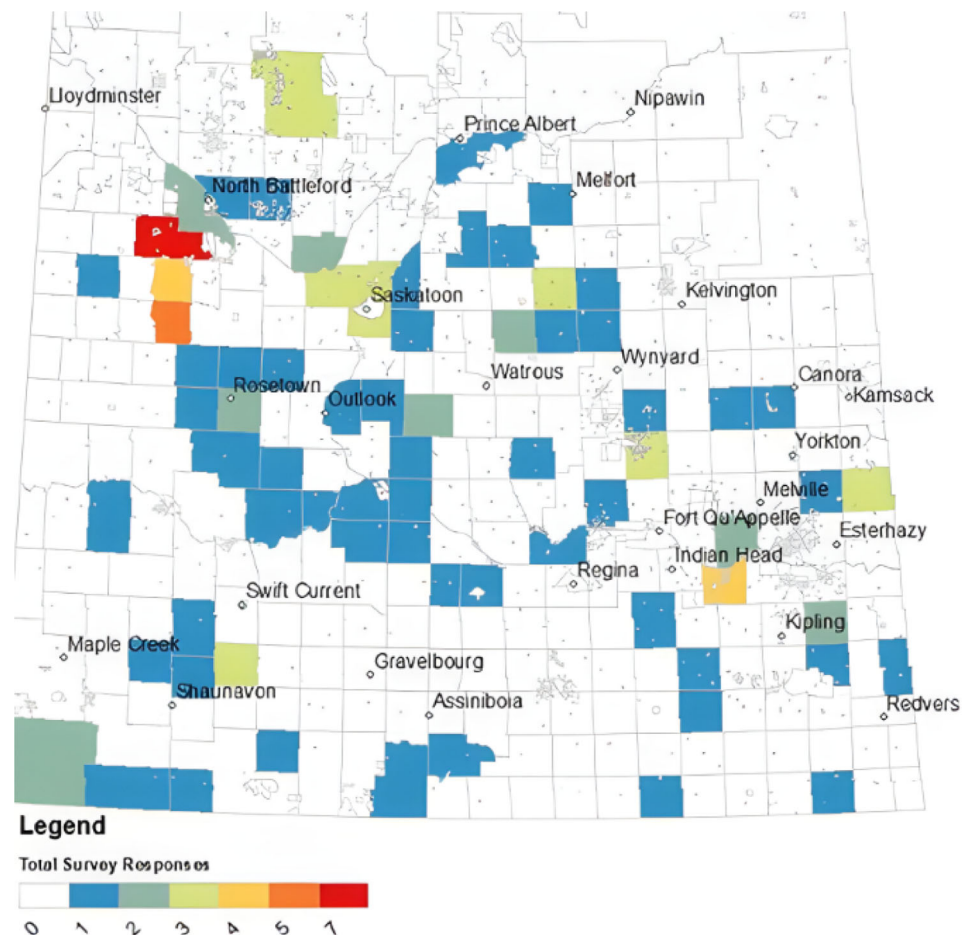 Lloydminster
Nipawin
Prince Albert
Melfort
North Battleford
Kelvington
Saskatoon
Wynyard
Watrous
Canora
Rosetown
Kamsack
Outlook
Yorkton
Melville
Fort Qu'Appelle
Esterhazy
Indian Head
Regina
Swift Current
Kipling
Maple Creek
Gravelbourg
Shaunavon
Assiniboia
Redvers
Legend
Total Survey Responses
0 1 2 3 4 5 7